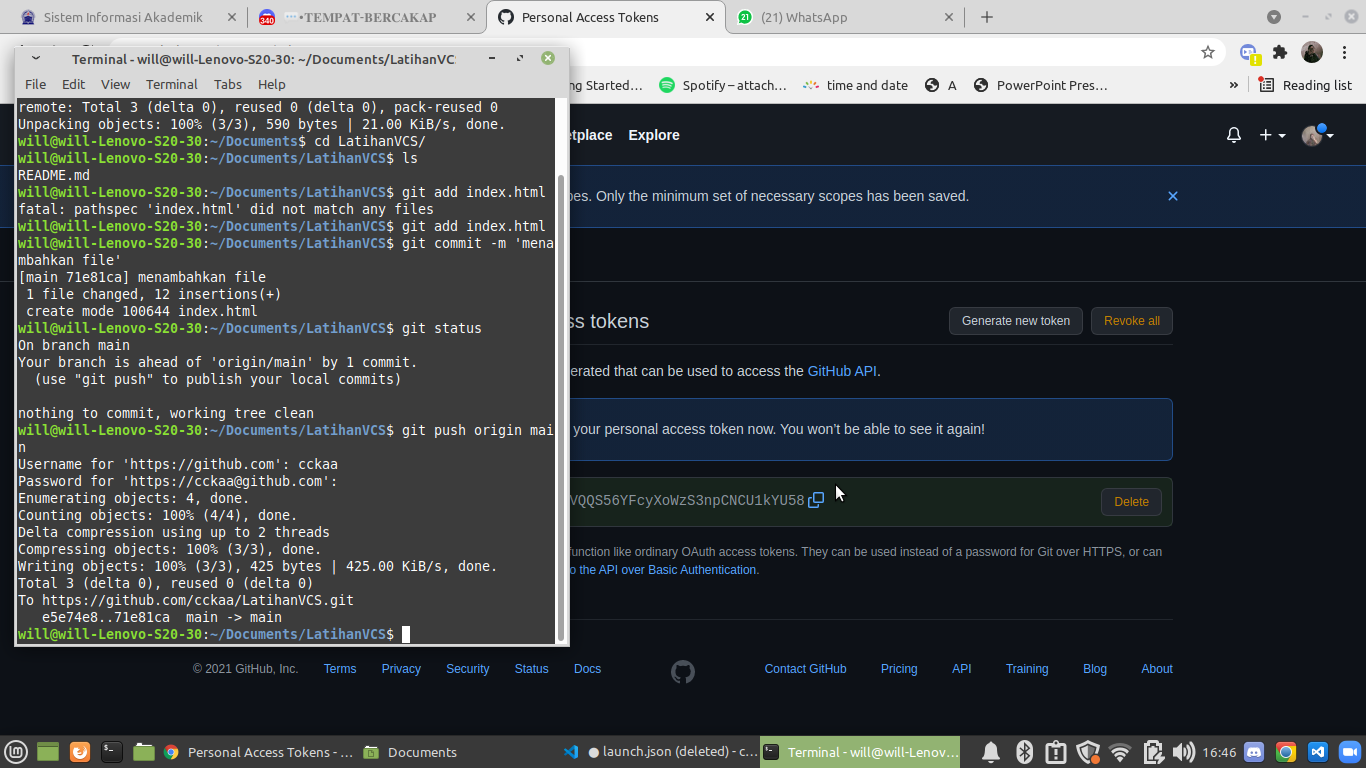 Sistem Informasi Akademik
340
•TEMPAT-BERCAKAP
Personal Access Tokens
21
(21) WhatsApp
Terminal - will@will-Lenovo-S20-30: ~/Documents/LatihanVC
File Edit View Terminal Tabs Help
ng Started…
Spotify – attach…
time and date
A
PowerPoint Pres…
»
Reading list
remote: Total 3 (delta 0), reused 0 (delta 0), pack-reused 0
Unpacking objects: 100% (3/3), 590 bytes | 21.00 KiB/s, done.
will@will-Lenovo-S20-30:~/Documents$ cd LatihanVCS/
will@will-Lenovo-S20-30:~/Documents/LatihanVCS$ ls
README.md
will@will-Lenovo-S20-30:~/Documents/LatihanVCS$ git add index.html
fatal: pathspec 'index.html' did not match any files
will@will-Lenovo-S20-30:~/Documents/LatihanVCS$ git add index.html
will@will-Lenovo-S20-30:~/Documents/LatihanVCS$ git commit -m 'mena
mbahkan file'
[main 71e81ca] menambahkan file
1 file changed, 12 insertions(+)
create mode 100644 index.html
will@will-Lenovo-S20-30:~/Documents/LatihanVCS$ git status
On branch main
Your branch is ahead of 'origin/main' by 1 commit.
(use "git push" to publish your local commits)
nothing to commit, working tree clean
will@will-Lenovo-S20-30:~/Documents/LatihanVCS$ git push origin mai
n
Username for 'https://github.com': cckaa
Password for 'https://cckaa@github.com':
Enumerating objects: 4, done.
Counting objects: 100% (4/4), done.
Delta compression using up to 2 threads
Compressing objects: 100% (3/3), done.
Writing objects: 100% (3/3), 425 bytes | 425.00 KiB/s, done.
Total 3 (delta 0), reused 0 (delta 0)
To https://github.com/cckaa/LatihanVCS.git
e5e74e8..71e81ca main -> main
will@will-Lenovo-S20-30:~/Documents/LatihanVCS$
etplace Explore
pes. Only the minimum set of necessary scopes has been saved.
ss tokens
Generate new token
Revoke all
erated that can be used to access the GitHub API.
your personal access token now. You won't be able to see it again!
VQQS56YFcyXoWzS3npCNCU1kYU58
Delete
function like ordinary OAuth access tokens. They can be used instead of a password for Git over HTTPS, or can
o the API over Basic Authentication.
© 2021 GitHub, Inc. Terms Privacy Security Status Docs Contact GitHub Pricing API Training Blog About
Personal Access Tokens - …
Documents
● launch.json (deleted) - c…
Terminal - will@will-Lenov…
16:46